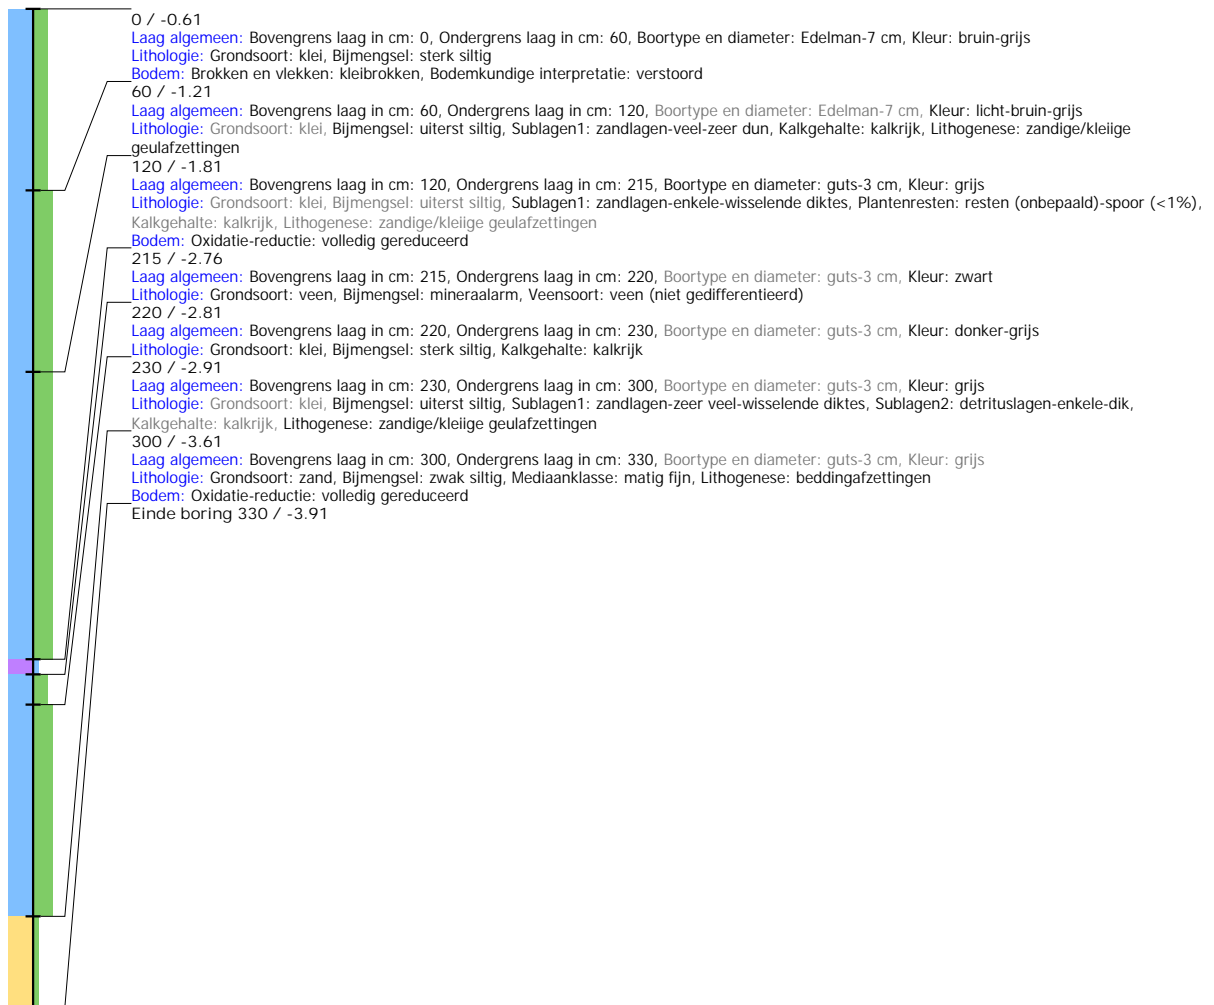 0 / -0.61
Laag algemeen: Bovengrens laag in cm: 0, Ondergrens laag in cm: 60, Boortype en diameter: Edelman-7 cm, Kleur: bruin-grijs
Lithologie: Grondsoort: klei, Bijmengsel: sterk siltig
Bodem: Brokken en vlekken: kleibrokken, Bodemkundige interpretatie: verstoord
60 / -1.21
Laag algemeen: Bovengrens laag in cm: 60, Ondergrens laag in cm: 120, Boortype en diameter: Edelman-7 cm, Kleur: licht-bruin-grijs
Lithologie: Grondsoort: klei, Bijmengsel: uiterst siltig, Sublagen1: zandlagen-veel-zeer dun, Kalkgehalte: kalkrijk, Lithogenese: zandige/kleiige
geulafzettingen
120 / -1.81
Laag algemeen: Bovengrens laag in cm: 120, Ondergrens laag in cm: 215, Boortype en diameter: guts-3 cm, Kleur: grijs
Lithologie: Grondsoort: klei, Bijmengsel: uiterst siltig, Sublagen1: zandlagen-enkele-wisselende diktes, Plantenresten: resten (onbepaald)-spoor (<1%),
Kalkgehalte: kalkrijk, Lithogenese: zandige/kleiige geulafzettingen
Bodem: Oxidatie-reductie: volledig gereduceerd
215 / -2.76
Laag algemeen: Bovengrens laag in cm: 215, Ondergrens laag in cm: 220, Boortype en diameter: guts-3 cm, Kleur: zwart
Lithologie: Grondsoort: veen, Bijmengsel: mineraalarm, Veensoort: veen (niet gedifferentieerd)
220 / -2.81
Laag algemeen: Bovengrens laag in cm: 220, Ondergrens laag in cm: 230, Boortype en diameter: guts-3 cm, Kleur: donker-grijs
Lithologie: Grondsoort: klei, Bijmengsel: sterk siltig, Kalkgehalte: kalkrijk
230 / -2.91
Laag algemeen: Bovengrens laag in cm: 230, Ondergrens laag in cm: 300, Boortype en diameter: guts-3 cm, Kleur: grijs
Lithologie: Grondsoort: klei, Bijmengsel: uiterst siltig, Sublagen1: zandlagen-zeer veel-wisselende diktes, Sublagen2: detrituslagen-enkele-dik,
Kalkgehalte: kalkrijk, Lithogenese: zandige/kleiige geulafzettingen
300 / -3.61
Laag algemeen: Bovengrens laag in cm: 300, Ondergrens laag in cm: 330, Boortype en diameter: guts-3 cm, Kleur: grijs
Lithologie: Grondsoort: zand, Bijmengsel: zwak siltig, Mediaanklasse: matig fijn, Lithogenese: beddingafzettingen
Bodem: Oxidatie-reductie: volledig gereduceerd
Einde boring 330 / -3.91